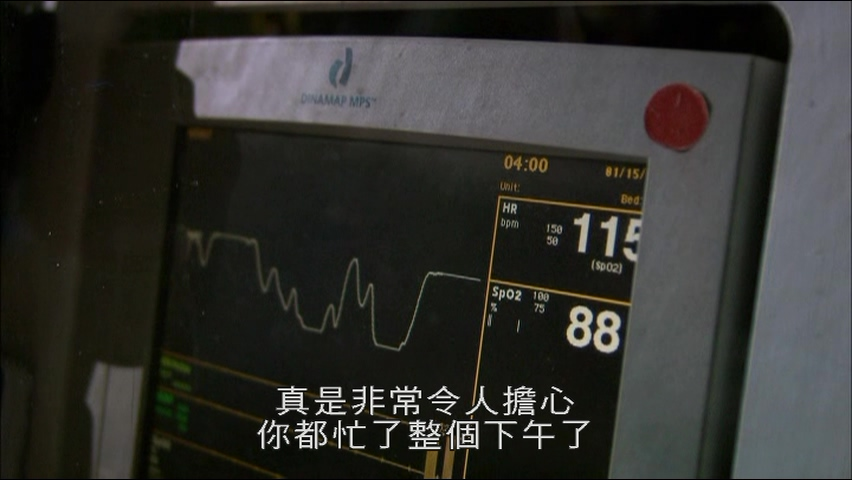 DINAMAP MPS™
04:00
01/15/
Unit:
Bed:
HR
bpm
150
50
115
(SpO2)
SpO2
%
100
75
88
真是非常令人擔心
你都忙了整個下午了